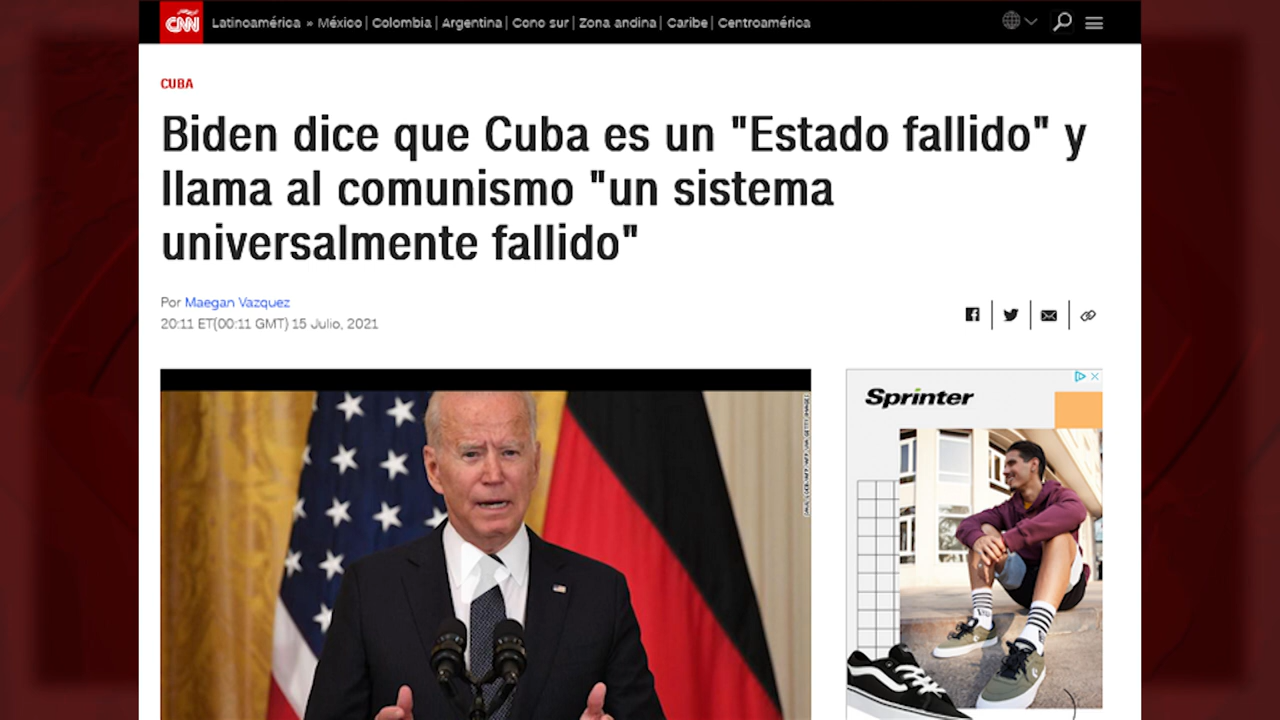 CNN Latinoamérica » México | Colombia | Argentina | Cono sur | Zona andina | Caribe | Centroamérica
CUBA
Biden dice que Cuba es un "Estado fallido" y
llama al comunismo "un sistema
universalmente fallido"
Por Maegan Vazquez
20:11 ET(00:11 GMT) 15 Julio, 2021
Sprinter